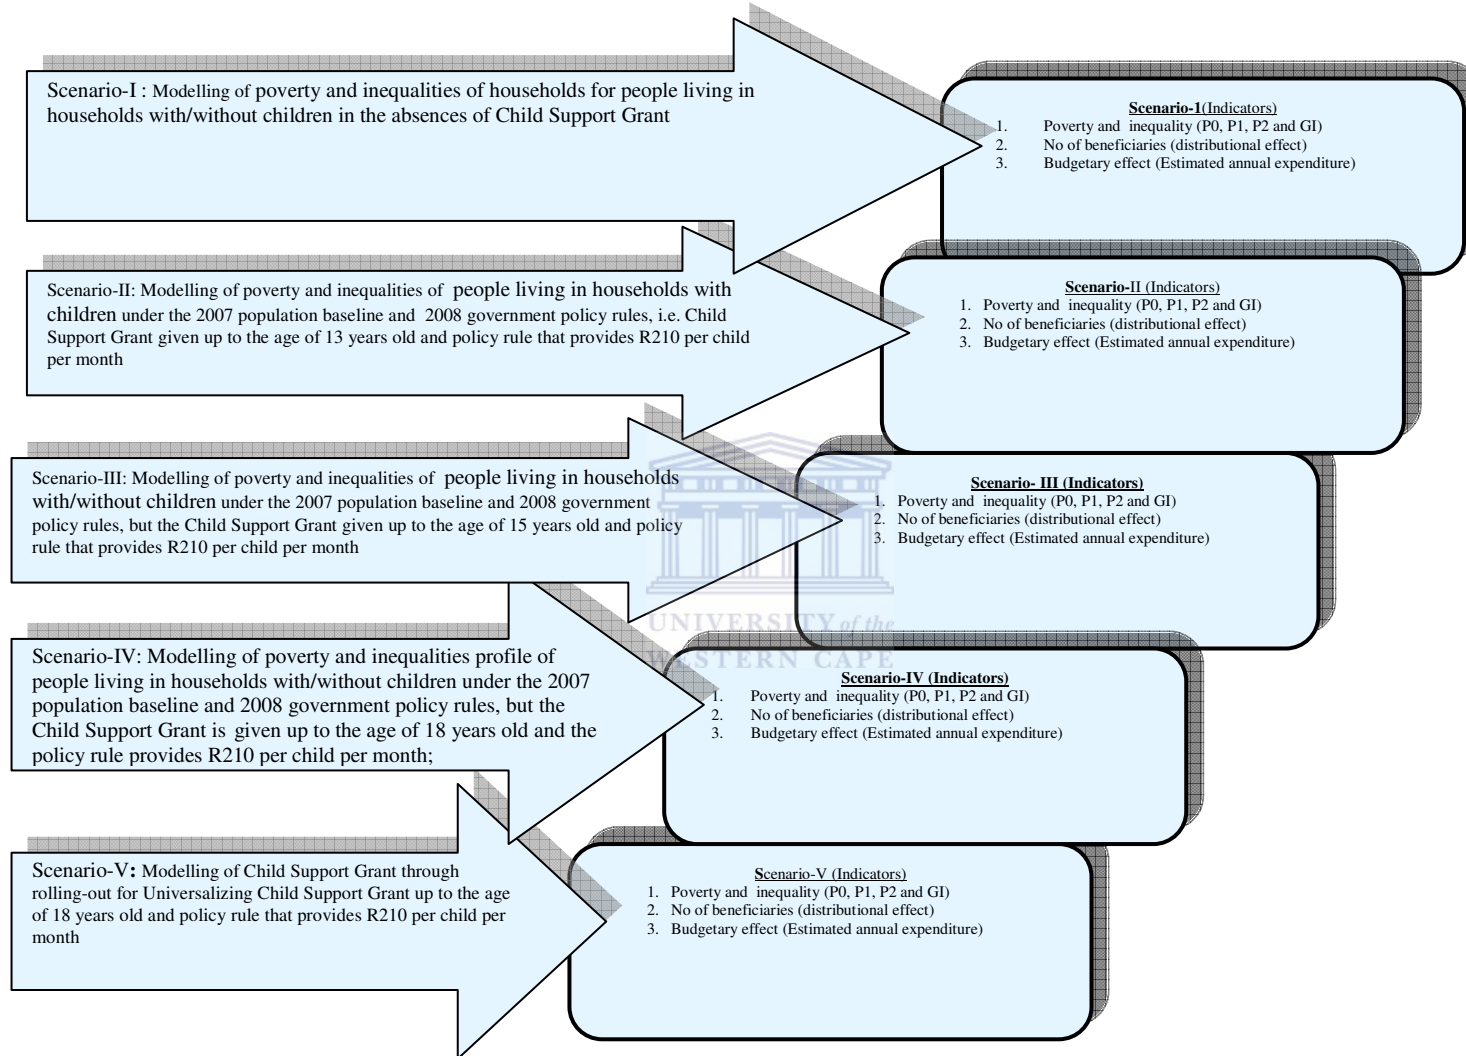 Scenario-I : Modelling of poverty and inequalities of households for people living in
households with/without children in the absences of Child Support Grant
Scenario-1(Indicators)
1. Poverty and inequality (P0, P1, P2 and GI)
2. No of beneficiaries (distributional effect)
3. Budgetary effect (Estimated annual expenditure)
Scenario-II: Modelling of poverty and inequalities of people living in households with
children under the 2007 population baseline and 2008 government policy rules, i.e. Child
Support Grant given up to the age of 13 years old and policy rule that provides R210 per child
per month
Scenario-II (Indicators)
1. Poverty and inequality (P0, P1, P2 and GI)
2. No of beneficiaries (distributional effect)
3. Budgetary effect (Estimated annual expenditure)
Scenario-III: Modelling of poverty and inequalities of people living in households
with/without children under the 2007 population baseline and 2008 government
policy rules, but the Child Support Grant given up to the age of 15 years old and policy
rule that provides R210 per child per month
Scenario- III (Indicators)
1. Poverty and inequality (P0, P1, P2 and GI)
2. No of beneficiaries (distributional effect)
3. Budgetary effect (Estimated annual expenditure)
UNIVERSITY of the
WESTERN CAPE
Scenario-IV: Modelling of poverty and inequalities profile of
people living in households with/without children under the 2007
population baseline and 2008 government policy rules, but the
Child Support Grant is given up to the age of 18 years old and the
policy rule provides R210 per child per month;
Scenario-IV (Indicators)
1. Poverty and inequality (P0, P1, P2 and GI)
2. No of beneficiaries (distributional effect)
3. Budgetary effect (Estimated annual expenditure)
Scenario-V: Modelling of Child Support Grant through
rolling-out for Universalizing Child Support Grant up to the age
of 18 years old and policy rule that provides R210 per child per
month
Scenario-V (Indicators)
1. Poverty and inequality (P0, P1, P2 and GI)
2. No of beneficiaries (distributional effect)
3. Budgetary effect (Estimated annual expenditure)